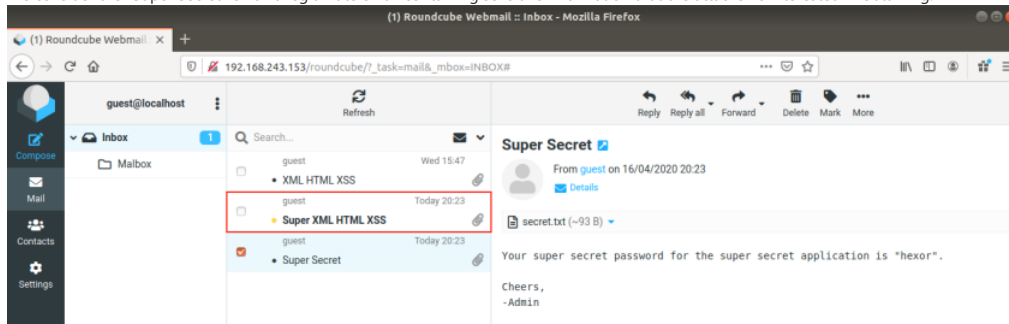 (1) Roundcube Webmail :: Inbox - Mozilla Firefox
(1) Roundcube Webmail
192.168.243.153/roundcube/?_task=mail&_mbox=INBOX#
guest@localhost
Refresh
Reply Reply all Forward Delete Mark More
Compose
Mail
Contacts
Settings
Inbox 1
Malbox
Search...
guest Wed 15:47
XML HTML XSS
guest Today 20:23
Super XML HTML XSS
guest Today 20:23
Super Secret
Super Secret
From guest on 16/04/2020 20:23
Details
secret.txt (~93 B)
Your super secret password for the super secret application is "hexor".
Cheers,
-Admin